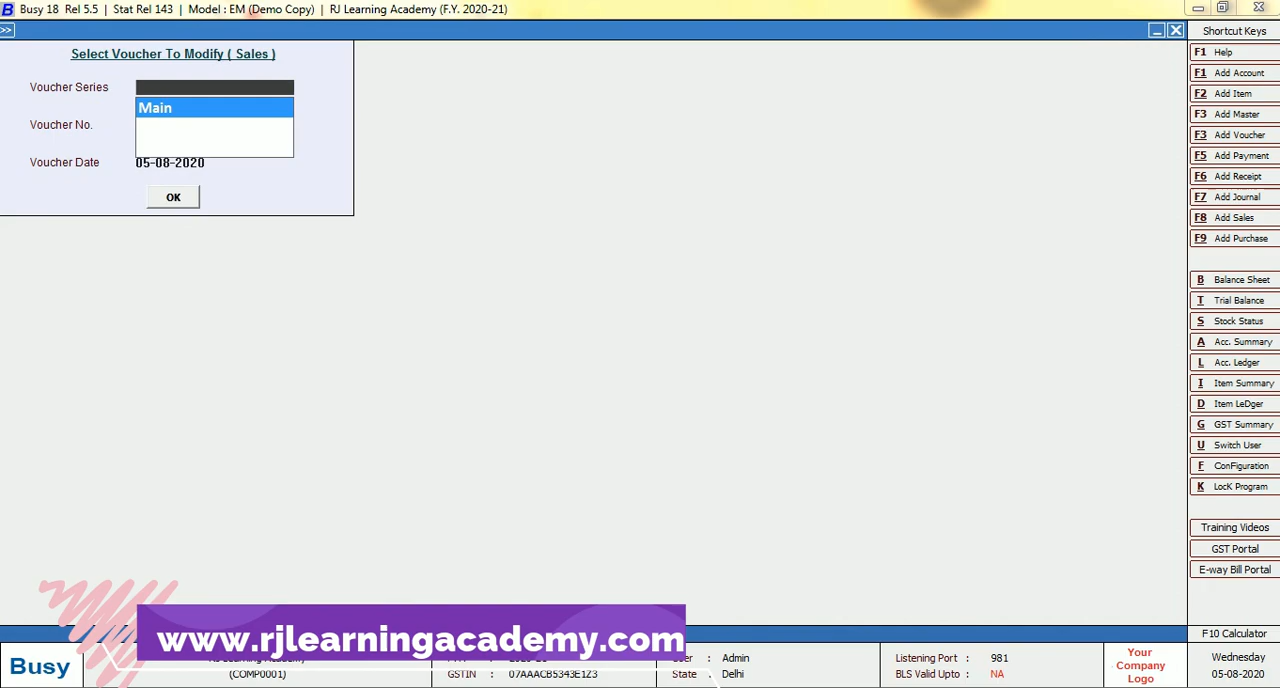 Busy 18 Rel 5.5 | Stat Rel 143 | Model : EM (Demo Copy) | RJ Learning Academy (F.Y. 2020-21)
>>
Select Voucher To Modify ( Sales )
Voucher Series
Main
Voucher No.
Voucher Date 05-08-2020
OK
Shortcut Keys
F1 Help
F1 Add Account
F2 Add Item
F3 Add Master
F3 Add Voucher
F5 Add Payment
F6 Add Receipt
F7 Add Journal
F8 Add Sales
F9 Add Purchase
B Balance Sheet
T Trial Balance
S Stock Status
A Acc. Summary
L Acc. Ledger
I Item Summary
D Item LeDger
G GST Summary
U Switch User
F ConFiguration
K LocK Program
Training Videos
GST Portal
E-way Bill Portal
F10 Calculator
Wednesday
05-08-2020
www.rjlearningacademy.com
Busy
(COMP0001)
GSTIN : 07AAACB5343E1Z3
: Admin
State : Delhi
Listening Port : 981
BLS Valid Upto : NA
Your
Company
Logo